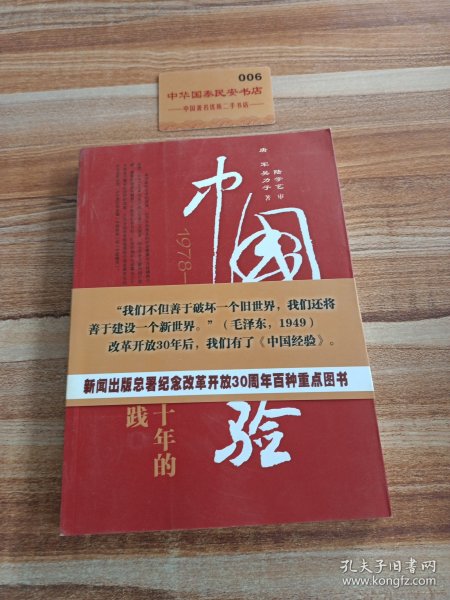 006
中华国泰民安书店
—中国著名优秀二手书店—
唐军 吴力子 著
陆学艺 审
中国
验
1978—
十年的
践
“我们不但善于破坏一个旧世界，我们还将
善于建设一个新世界。”（毛泽东，1949）
改革开放30年后，我们有了《中国经验》。
新闻出版总署纪念改革开放30周年百种重点图书
孔夫子旧书网
www.kongfz.com